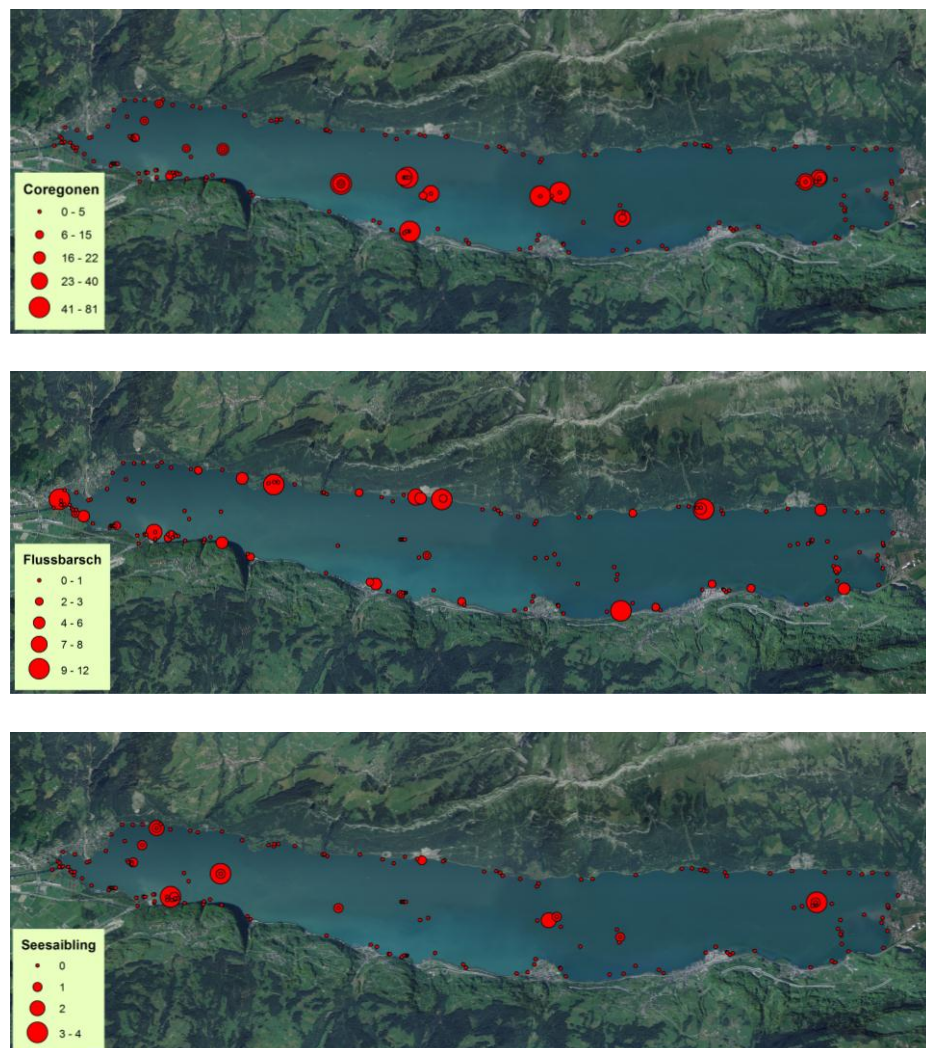 Coregonen
0 - 5
6 - 15
16 - 22
23 - 40
41 - 81
Flussbarsch
0 - 1
2 - 3
4 - 6
7 - 8
9 - 12
Seesaibling
0
1
2
3 - 4